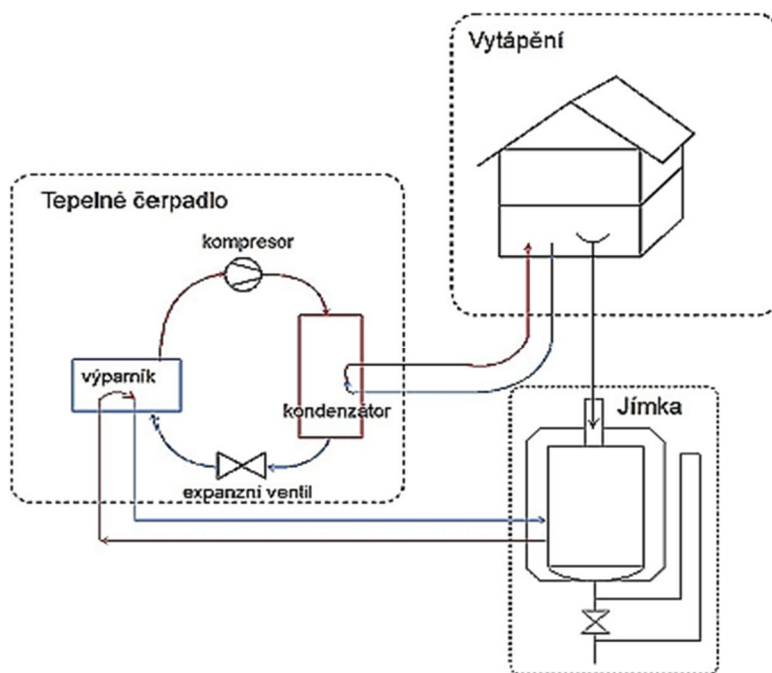 Vytápění
Tepelné čerpadlo
kompresor
výparník
kondenzátor
expanzní ventil
Jímka